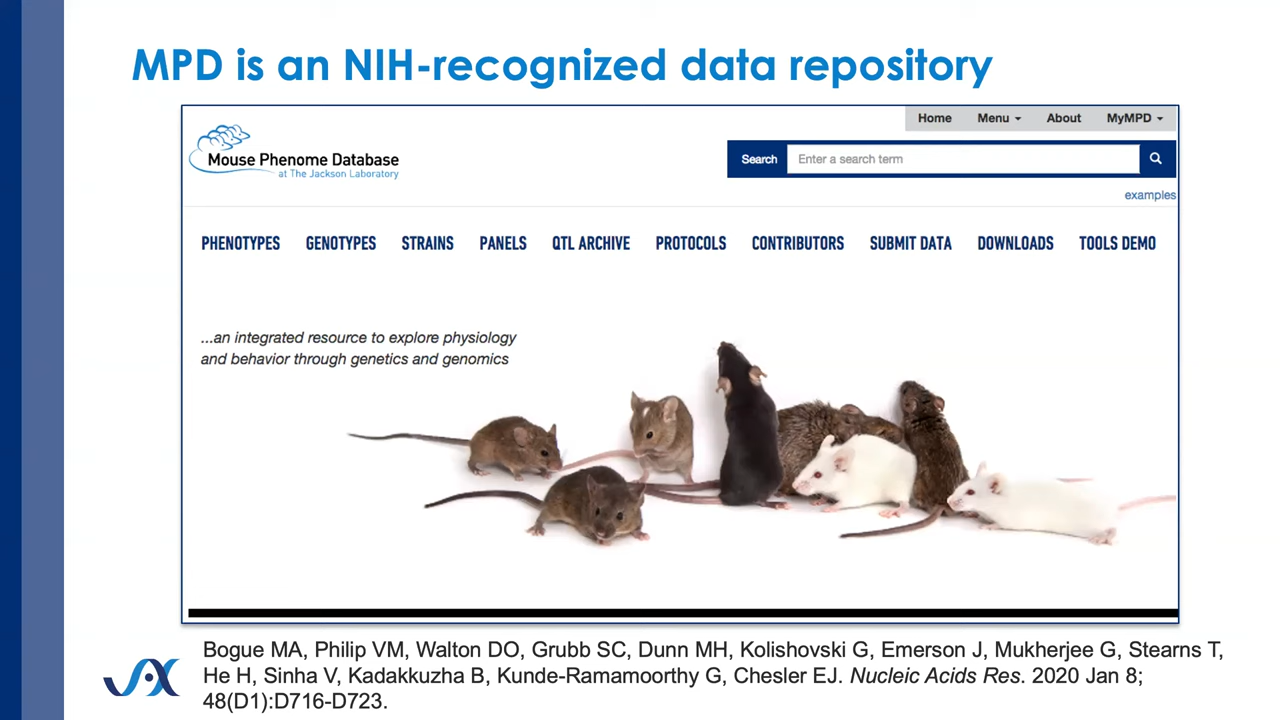 MPD is an NIH-recognized data repository
Home Menu About MyMPD
Mouse Phenome Database
at The Jackson Laboratory
Search Enter a search term
examples
PHENOTYPES GENOTYPES STRAINS PANELS QTL ARCHIVE PROTOCOLS CONTRIBUTORS SUBMIT DATA DOWNLOADS TOOLS DEMO
...an integrated resource to explore physiology
and behavior through genetics and genomics
Bogue MA, Philip VM, Walton DO, Grubb SC, Dunn MH, Kolishovski G, Emerson J, Mukherjee G, Stearns T,
He H, Sinha V, Kadakkuzha B, Kunde-Ramamoorthy G, Chesler EJ. Nucleic Acids Res. 2020 Jan 8;
48(D1):D716-D723.
JAX